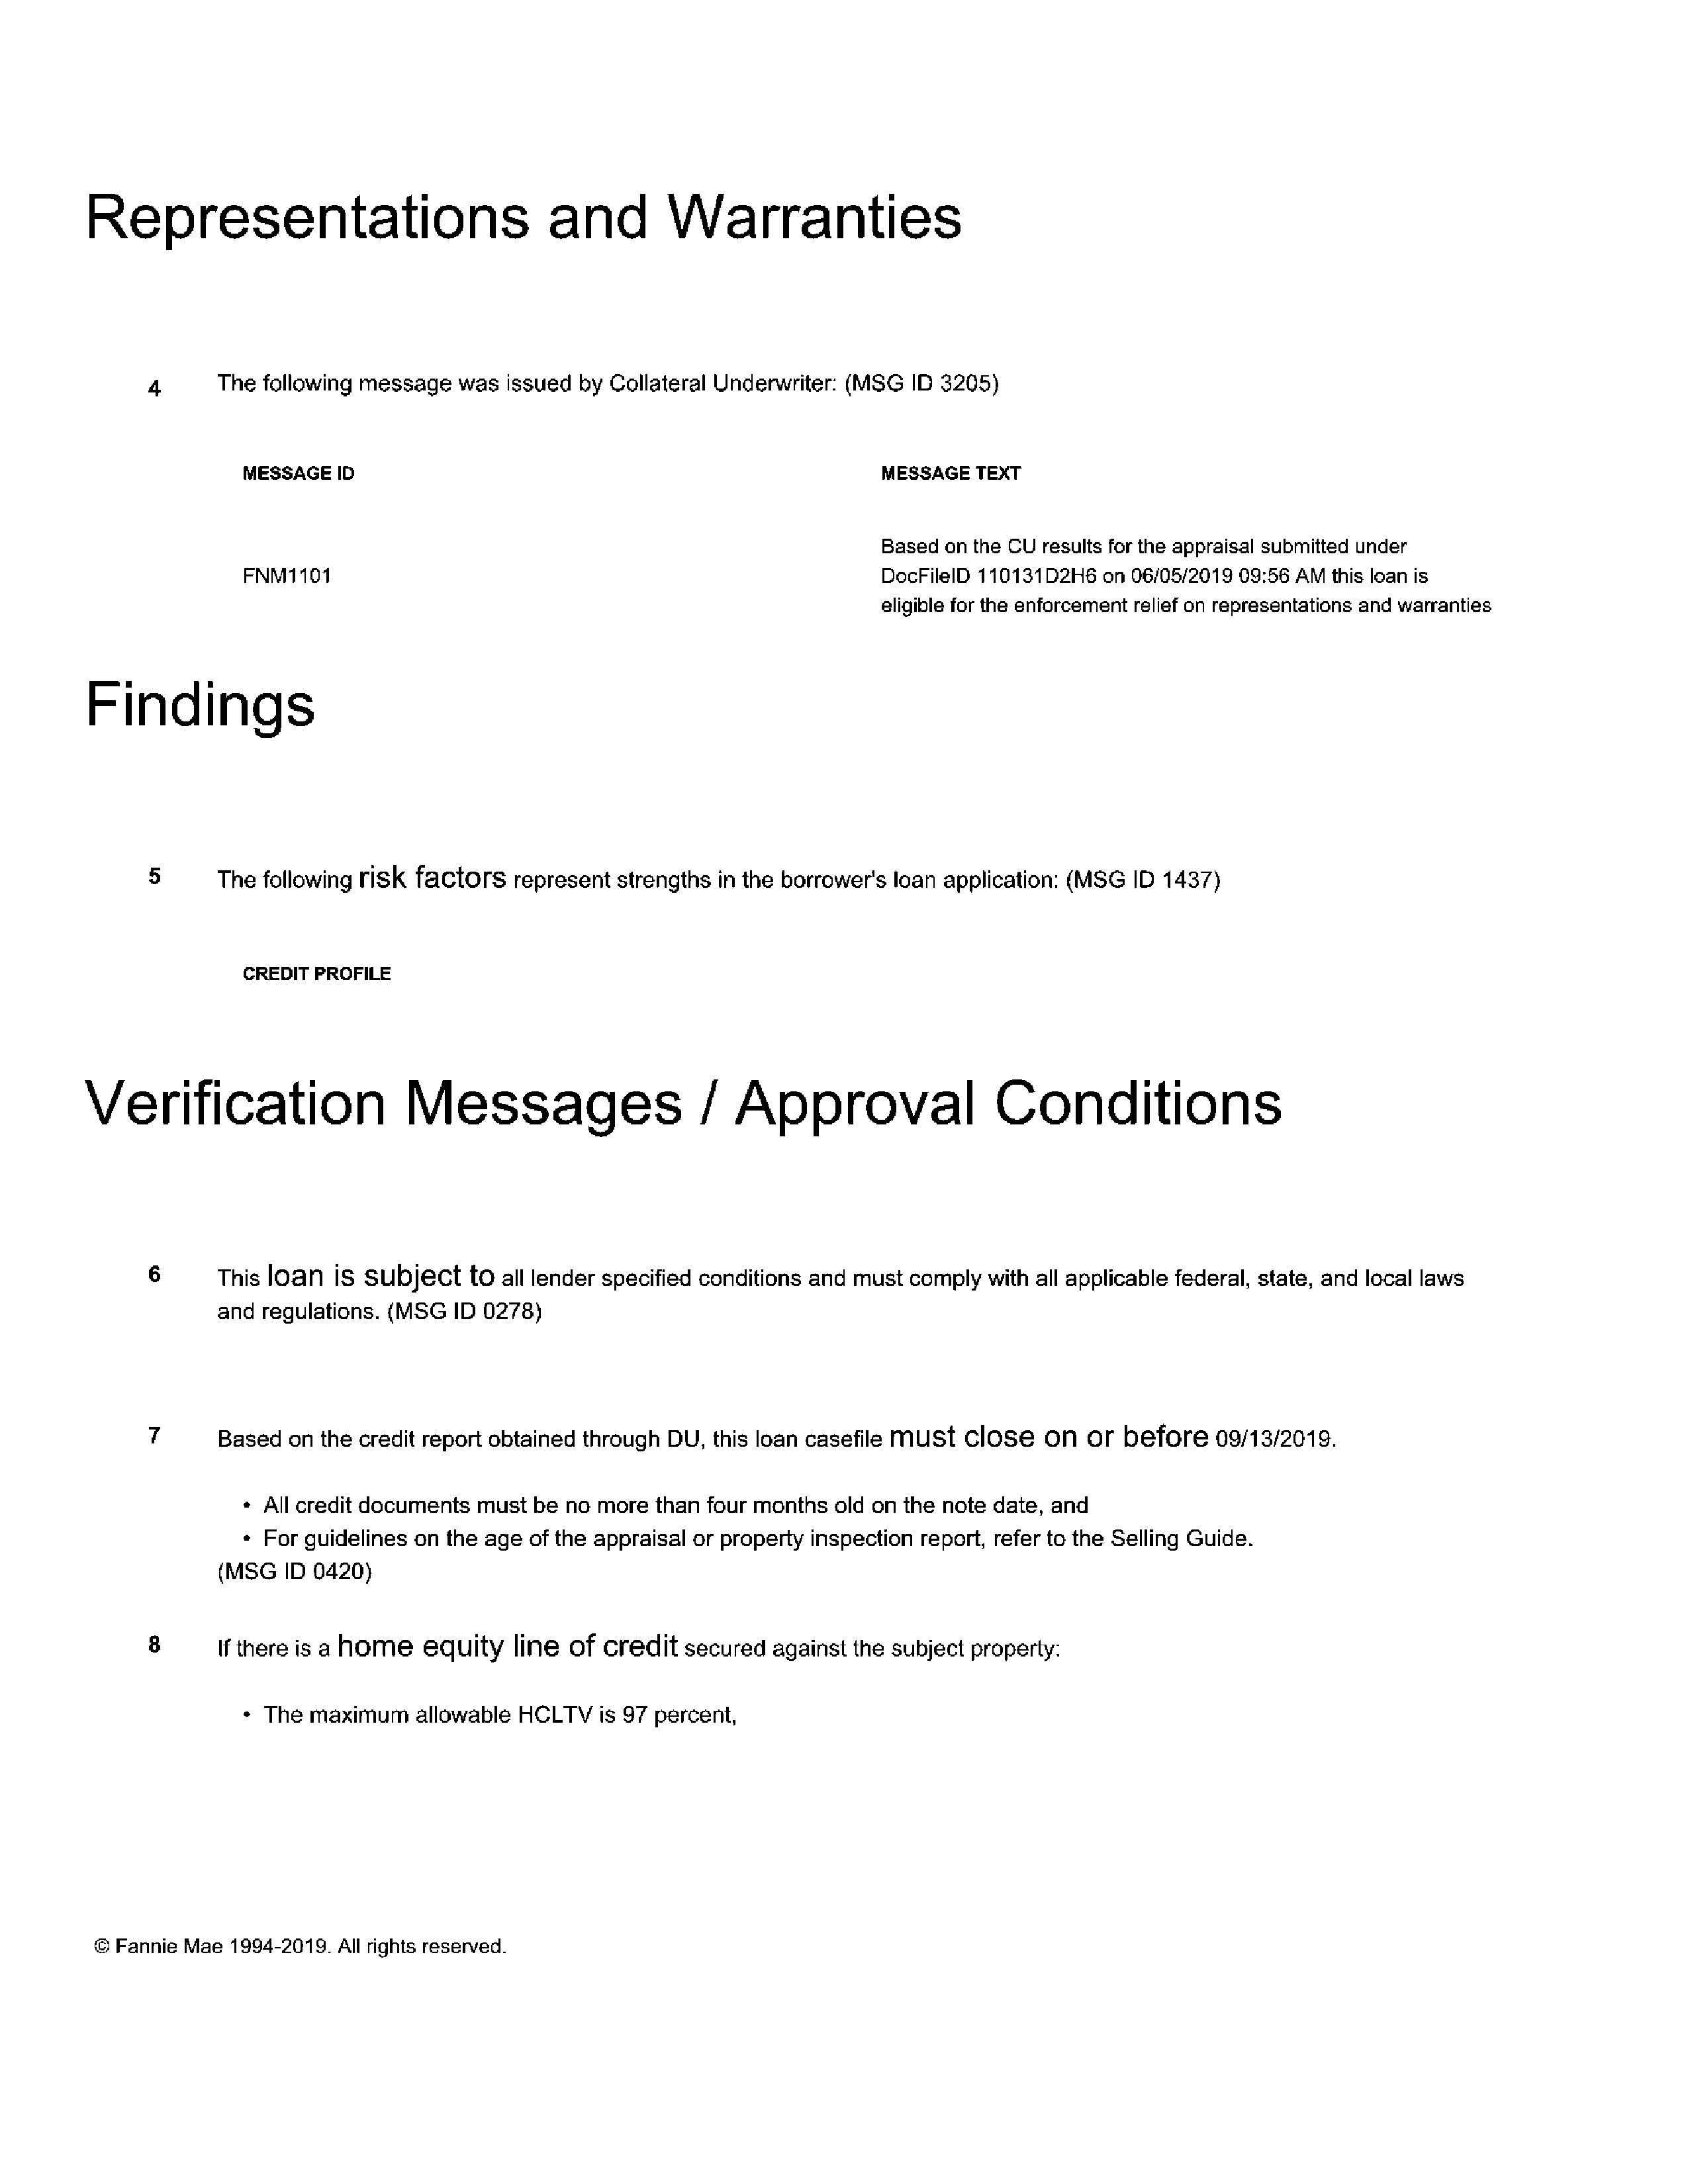 Representations and Warranties
4 The following message was issued by Collateral Underwriter: (MSG ID 3205)
MESSAGE ID MESSAGE TEXT
Based on the CU results for the appraisal submitted under
FNM1101 DocFileID 110131D2H6 on 06/05/2019 09:56 AM this loan is
eligible for the enforcement relief on representations and warranties
Findings
5 The following risk factors represent strengths in the borrower's loan application: (MSG ID 1437)
CREDIT PROFILE
Verification Messages / Approval Conditions
6 This loan is subject to all lender specified conditions and must comply with all applicable federal, state, and local laws
and regulations. (MSG ID 0278)
7 Based on the credit report obtained through DU, this loan casefile must close on or before 09/13/2019.
• All credit documents must be no more than four months old on the note date, and
• For guidelines on the age of the appraisal or property inspection report, refer to the Selling Guide.
(MSG ID 0420)
8 If there is a home equity line of credit secured against the subject property:
• The maximum allowable HCLTV is 97 percent,
© Fannie Mae 1994-2019. All rights reserved.